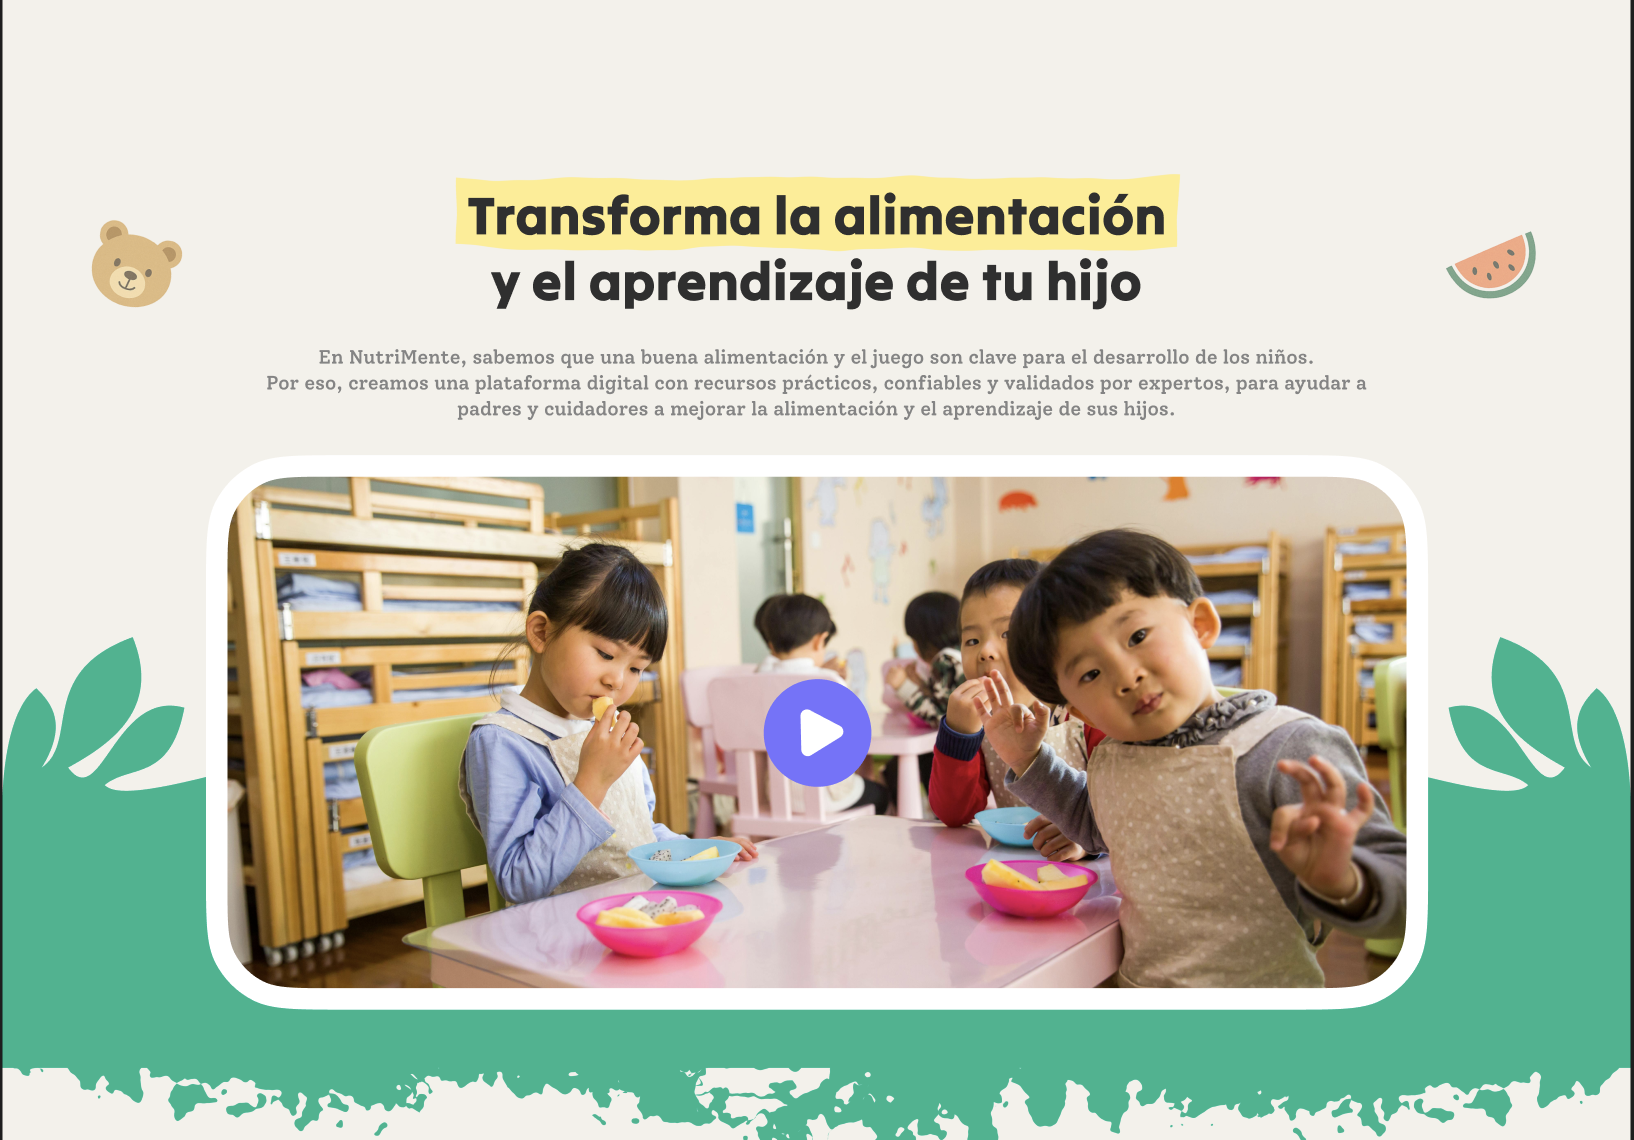 Transforma la alimentación
y el aprendizaje de tu hijo
En NutriMente, sabemos que una buena alimentación y el juego son clave para el desarrollo de los niños.
Por eso, creamos una plataforma digital con recursos prácticos, confiables y validados por expertos, para ayudar a
padres y cuidadores a mejorar la alimentación y el aprendizaje de sus hijos.